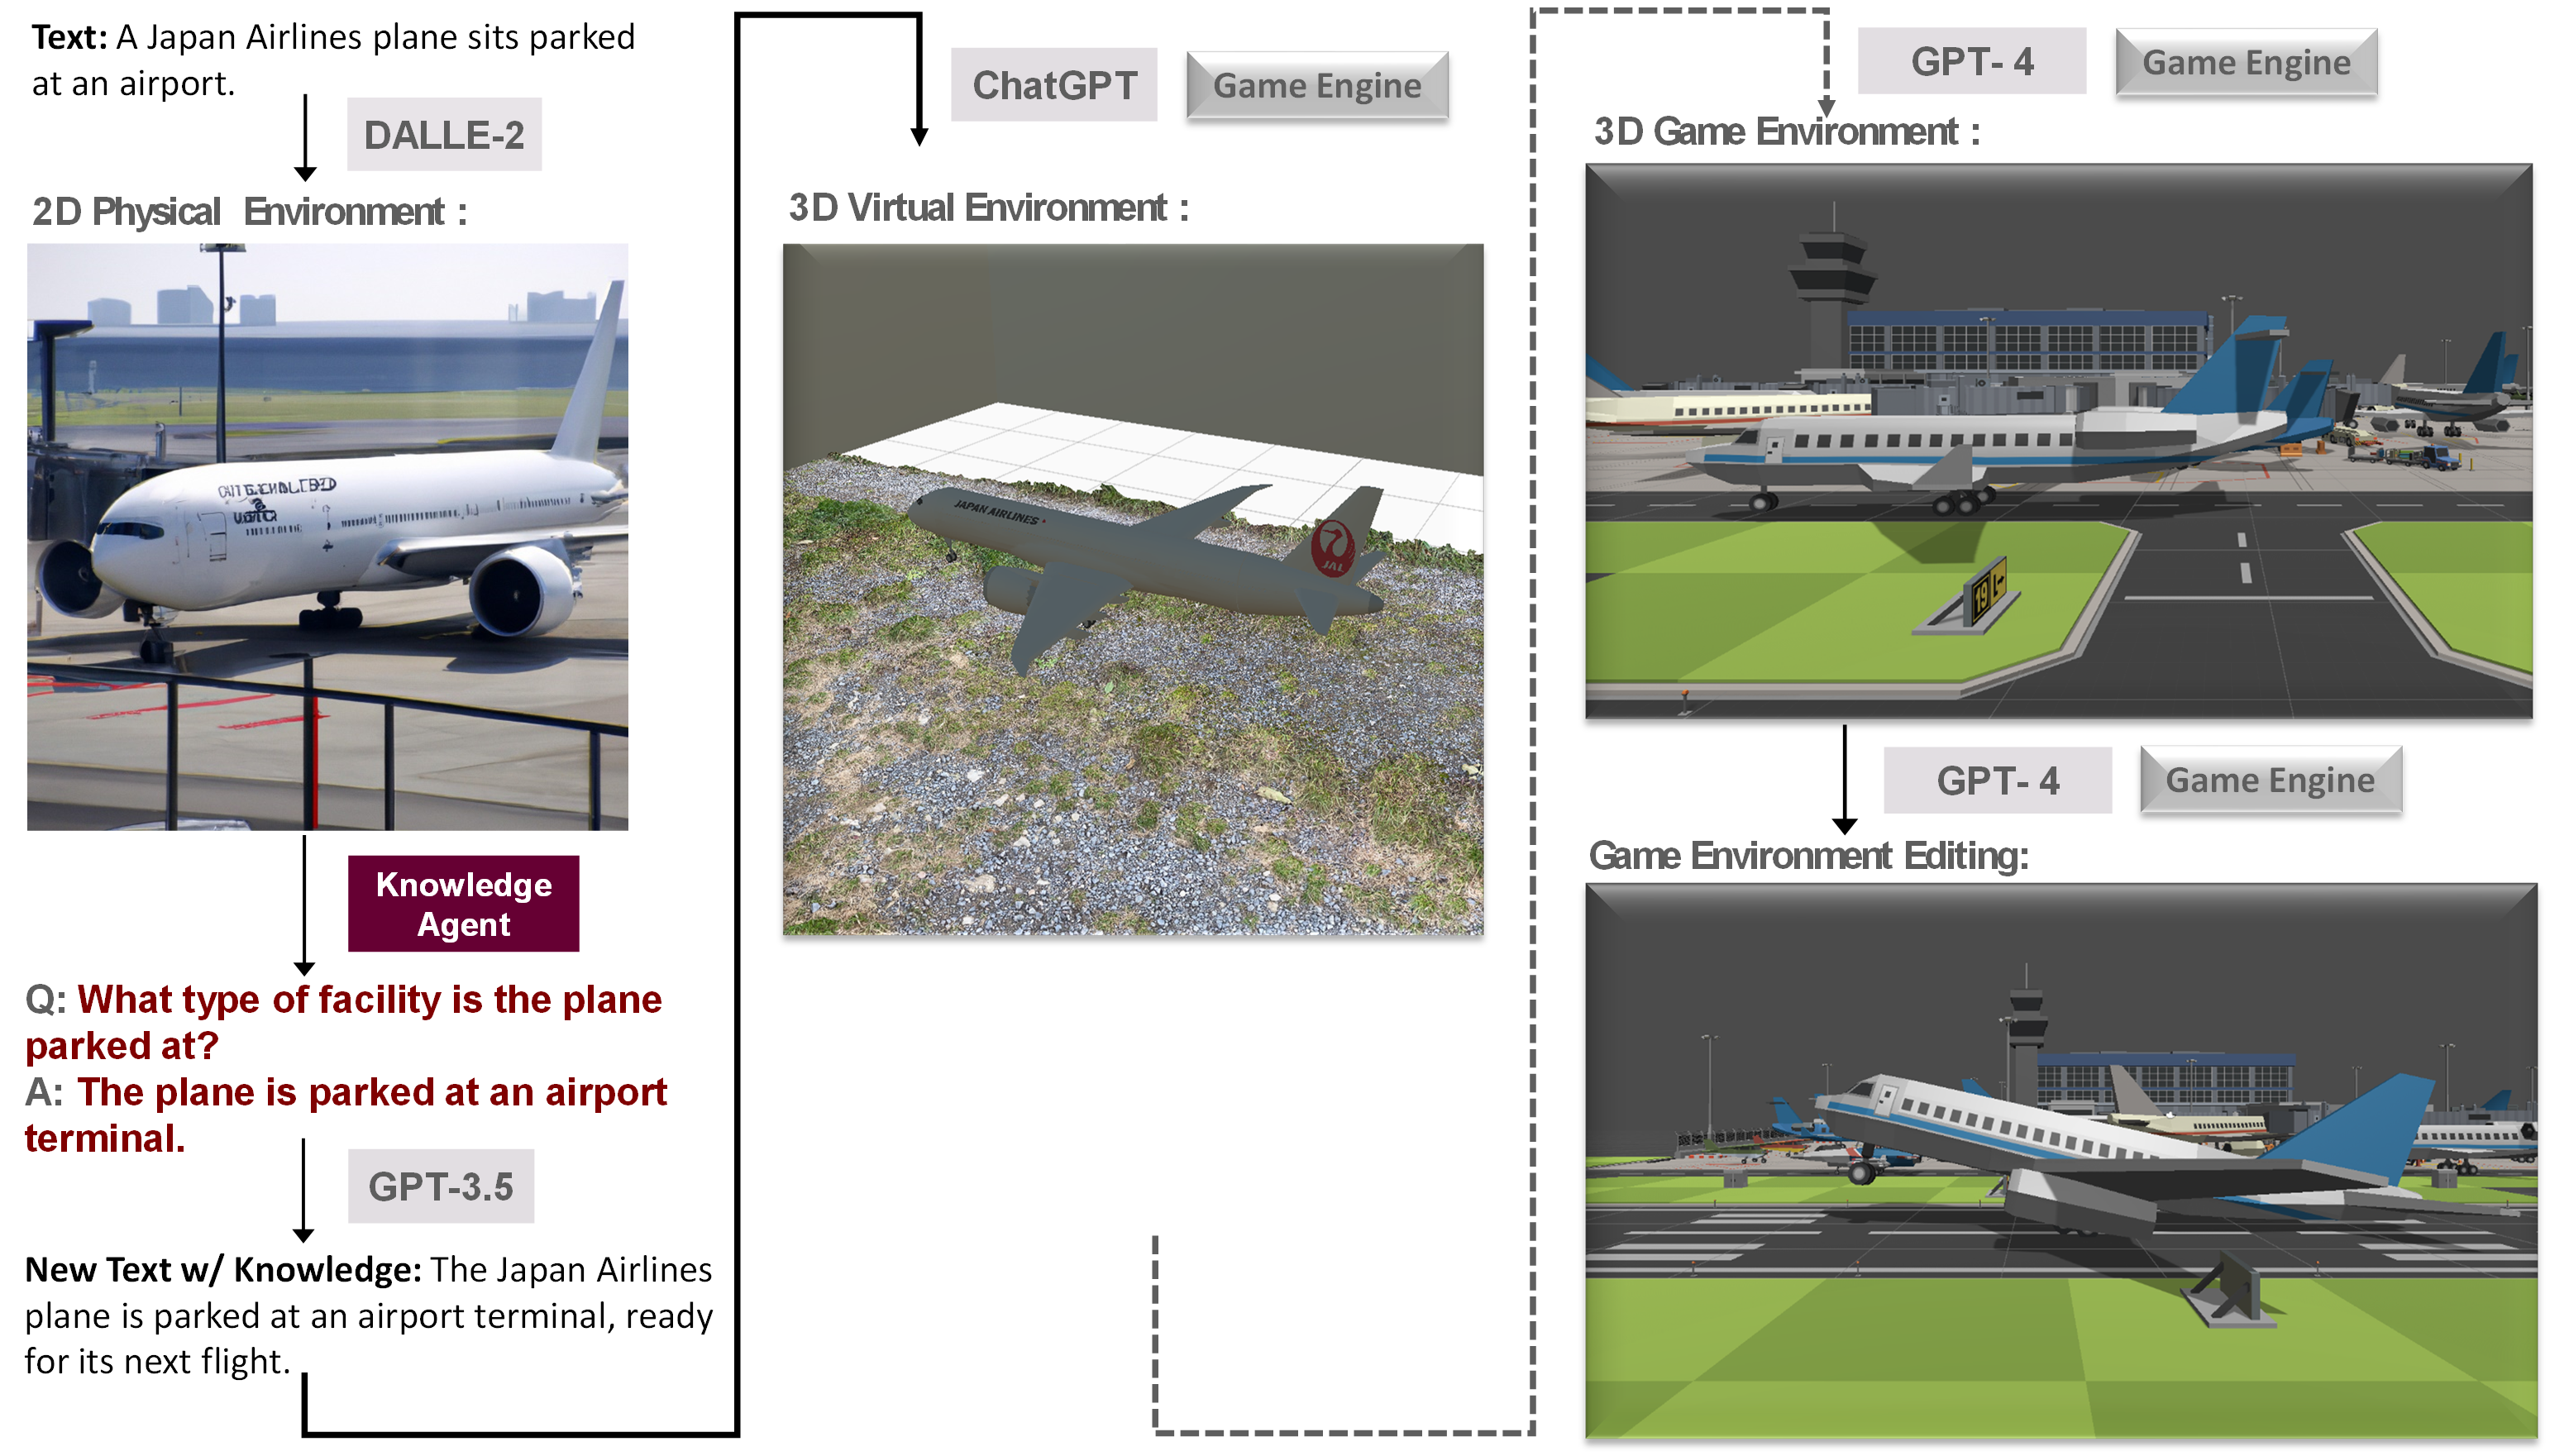 Text: A Japan Airlines plane sits parked
at an airport.
DALLE-2
2D Physical Environment :
Knowledge
Agent
Q: What type of facility is the plane
parked at?
A: The plane is parked at an airport
terminal.
GPT-3.5
New Text w/ Knowledge: The Japan Airlines
plane is parked at an airport terminal, ready
for its next flight.
ChatGPT
Game Engine
3D Virtual Environment :
JAPAN AIRLINES
JAL
GPT- 4
Game Engine
3D Game Environment :
19 L
GPT- 4
Game Engine
Game Environment Editing: